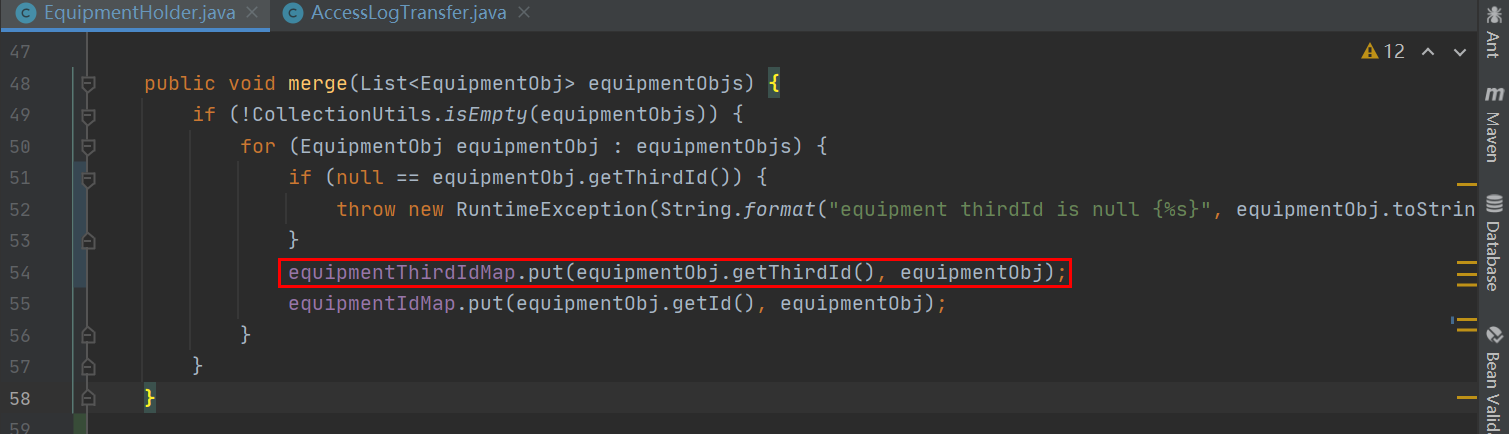 EquipmentHolder.java AccessLogTransfer.java
47 12
48 public void merge(List<EquipmentObj> equipmentObjs) {
49 if (!CollectionUtils.isEmpty(equipmentObjs)) {
50 for (EquipmentObj equipmentObj : equipmentObjs) {
51 if (null == equipmentObj.getThirdId()) {
52 throw new RuntimeException(String.format("equipment thirdId is null {%s}", equipmentObj.toString
53 }
54 equipmentThirdIdMap.put(equipmentObj.getThirdId(), equipmentObj);
55 equipmentIdMap.put(equipmentObj.getId(), equipmentObj);
56 }
57 }
58 }
59
Ant
Maven
Database
Bean Valida